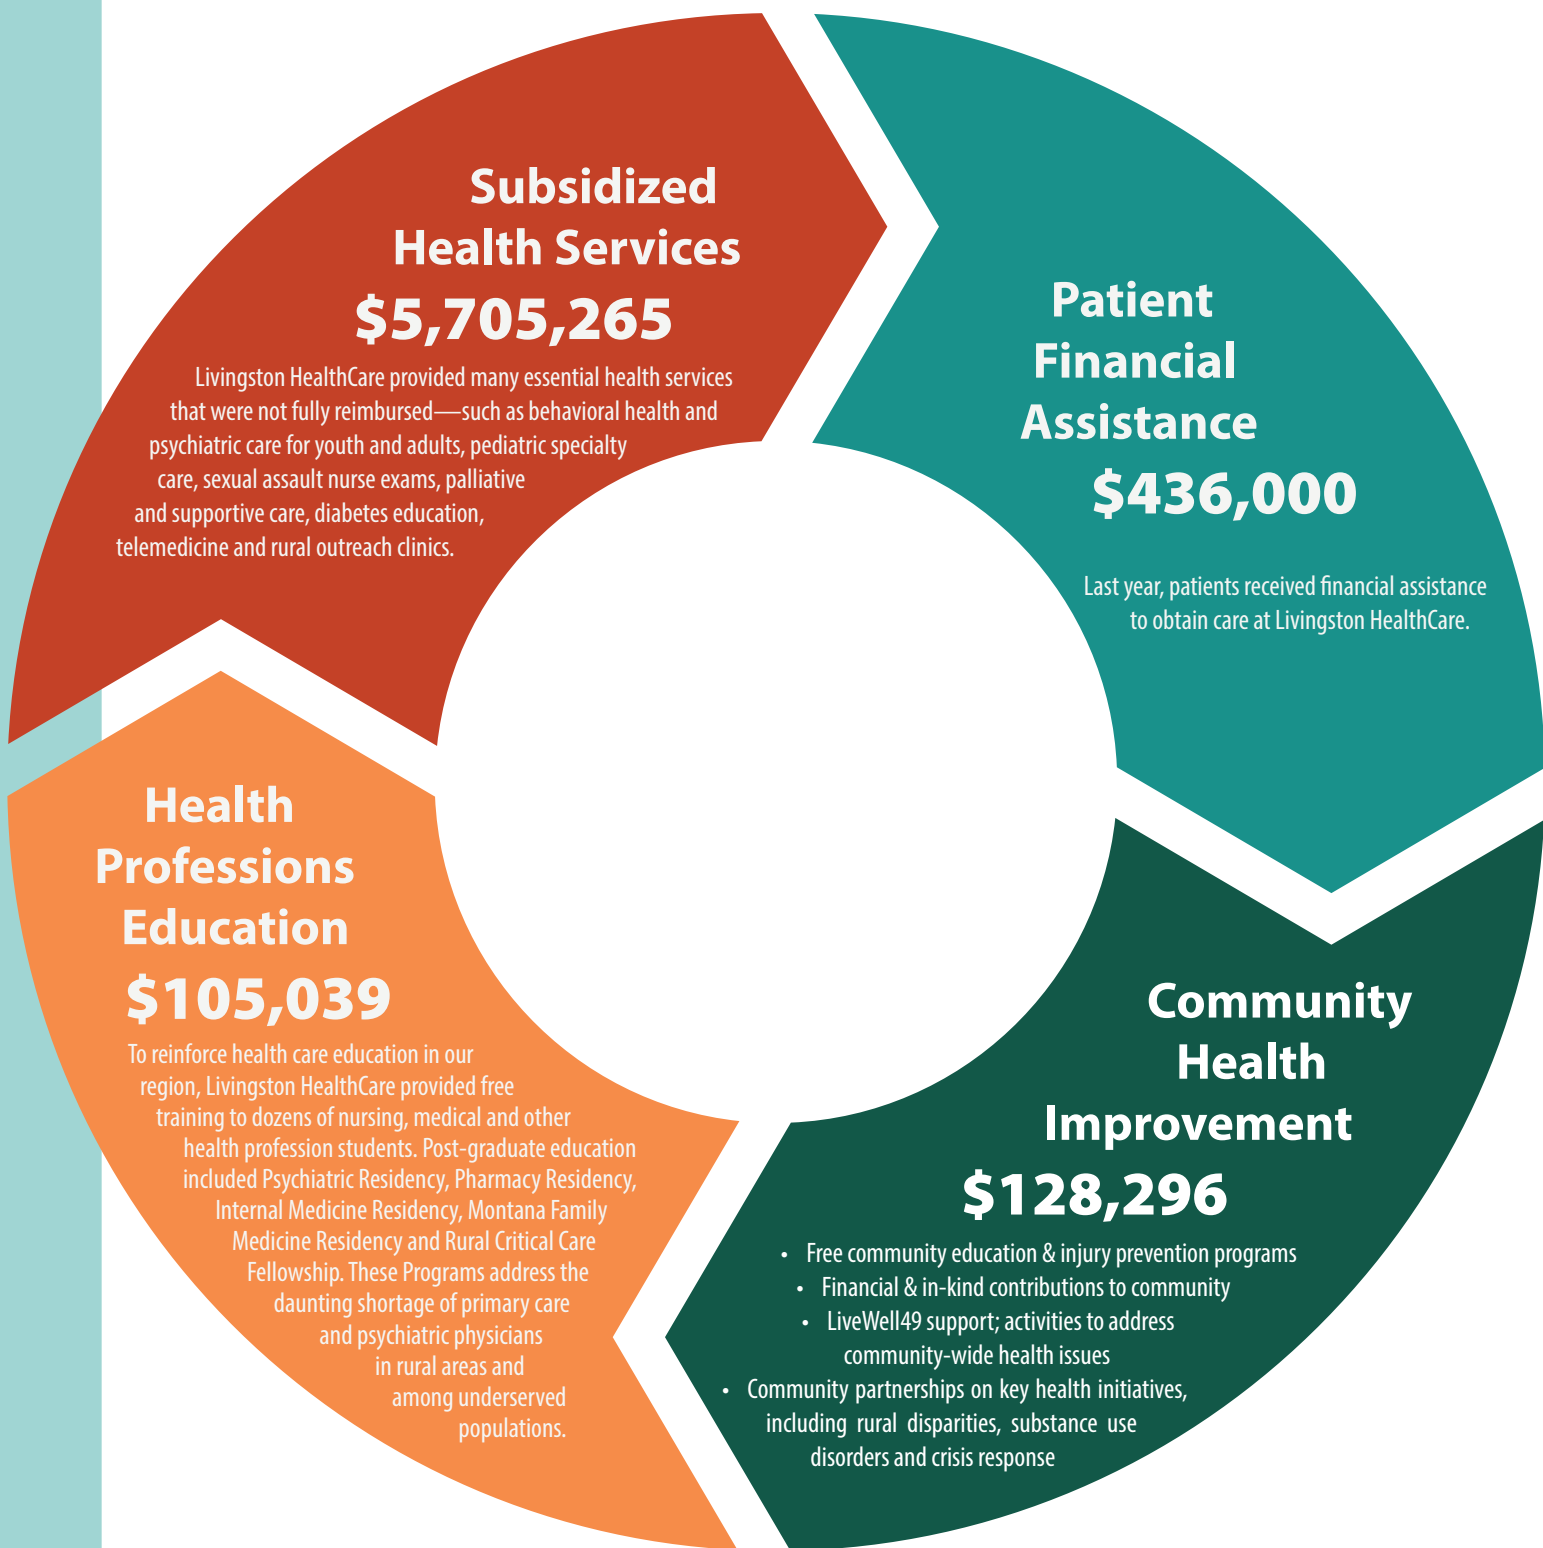 Subsidized
Health Services
$5,705,265
Livingston HealthCare provided many essential health services
that were not fully reimbursed—such as behavioral health and
psychiatric care for youth and adults, pediatric specialty
care, sexual assault nurse exams, palliative
and supportive care, diabetes education,
telemedicine and rural outreach clinics.
Patient
Financial
Assistance
$436,000
Last year, patients received financial assistance
to obtain care at Livingston HealthCare.
Health
Professions
Education
$105,039
To reinforce health care education in our
region, Livingston HealthCare provided free
training to dozens of nursing, medical and other
health profession students. Post-graduate education
included Psychiatric Residency, Pharmacy Residency,
Internal Medicine Residency, Montana Family
Medicine Residency and Rural Critical Care
Fellowship. These Programs address the
daunting shortage of primary care
and psychiatric physicians
in rural areas and
among underserved
populations.
Community
Health
Improvement
$128,296
• Free community education & injury prevention programs
• Financial & in-kind contributions to community
• LiveWell49 support; activities to address
community-wide health issues
• Community partnerships on key health initiatives,
including rural disparities, substance use
disorders and crisis response